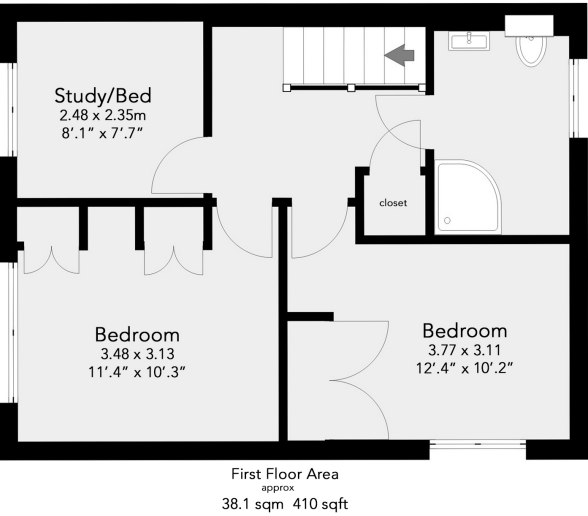 Study/Bed
2.48 x 2.35m
8'.1" x 7'.7"
closet
Bedroom
3.48 x 3.13
11'.4" x 10'.3"
Bedroom
3.77 x 3.11
12'.4" x 10'.2"
First Floor Area
approx
38.1 sqm 410 sqft